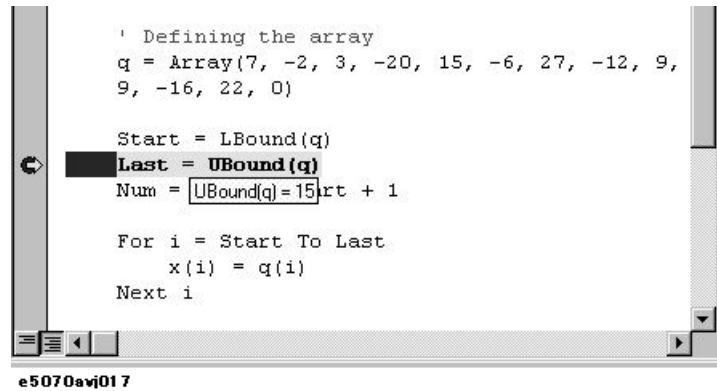 ' Defining the array
q = Array(7, -2, 3, -20, 15, -6, 27, -12, 9,
9, -16, 22, 0)
Start = LBound(q)
Last = UBound(q)
Num = UBound(q) = 15 rt + 1
For i = Start To Last
x(i) = q(i)
Next i
e5070avj017